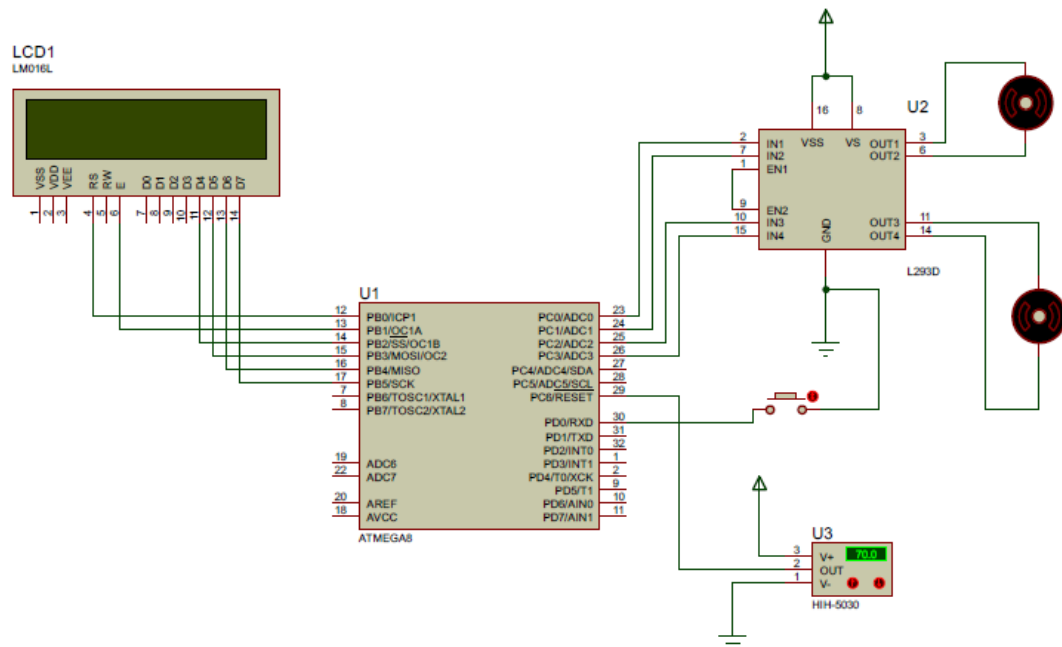 LCD1
LM016L
VSS VDD VEE RS RW E D0 D1 D2 D3 D4 D5 D6 D7
1 2 3 4 5 6 7 8 9 10 11 12 13 14
U2
16 8
VSS VS
2 IN1 OUT1 3
7 IN2 OUT2 6
1 EN1
9 EN2
10 IN3 OUT3 11
15 IN4 OUT4 14
GND
L293D
U1
12 PB0/ICP1 PC0/ADC0 23
13 PB1/OC1A PC1/ADC1 24
14 PB2/SS/OC1B PC2/ADC2 25
15 PB3/MOSI/OC2 PC3/ADC3 26
16 PB4/MISO PC4/ADC4/SDA 27
17 PB5/SCK PC5/ADC5/SCL 28
7 PB6/TOSC1/XTAL1 PC6/RESET 29
8 PB7/TOSC2/XTAL2
PD0/RXD 30
PD1/TXD 31
PD2/INT0 32
19 ADC6 PD3/INT1 1
22 ADC7 PD4/T0/XCK 2
PD5/T1 9
20 AREF PD6/AIN0 10
18 AVCC PD7/AIN1 11
ATMEGA8
U3
3 V+ 70.0
2 OUT
1 V-
HIH-5030